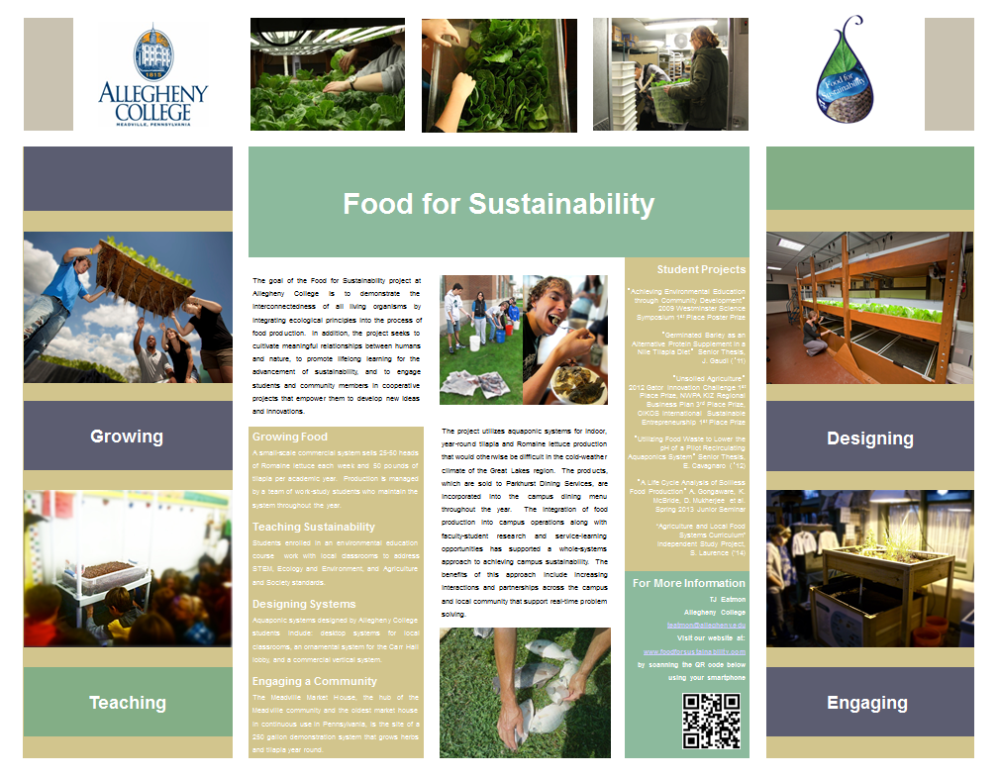 1815
ALLEGHENY
COLLEGE
MEADVILLE, PENNSYLVANIA
Food for
Sustainability
Food for Sustainability
Growing
Teaching
The goal of the Food for Sustainability project at
Allegheny College is to demonstrate the
interconnectedness of all living organisms by
integrating ecological principles into the process of
food production. In addition, the project seeks to
cultivate meaningful relationships between humans
and nature, to promote lifelong learning for the
advancement of sustainability, and to engage
students and community members in cooperative
projects that empower them to develop new ideas
and innovations.
Growing Food
A small-scale commercial system sells 25-50 heads
of Romaine lettuce each week and 50 pounds of
tilapia per academic year. Production is managed
by a team of work-study students who maintain the
system throughout the year.
Teaching Sustainability
Students enrolled in an environmental education
course work with local classrooms to address
STEM, Ecology and Environment, and Agriculture
and Society standards.
Designing Systems
Aquaponic systems designed by Allegheny College
students include: desktop systems for local
classrooms, an ornamental system for the Carr Hall
lobby, and a commercial vertical system.
Engaging a Community
The Meadville Market House, the hub of the
Meadville community and the oldest market house
in continuous use in Pennsylvania, is the site of a
250 gallon demonstration system that grows herbs
and tilapia year round.
The project utilizes aquaponic systems for indoor,
year-round tilapia and Romaine lettuce production
that would otherwise be difficult in the cold-weather
climate of the Great Lakes region. The products,
which are sold to Parkhurst Dining Services, are
incorporated into the campus dining menu
throughout the year. The integration of food
production into campus operations along with
faculty-student research and service-learning
opportunities has supported a whole-systems
approach to achieving campus sustainability. The
benefits of this approach include increasing
interactions and partnerships across the campus
and local community that support real-time problem
solving.
Student Projects
"Achieving Environmental Education
through Community Development"
2009 Westminster Science
Symposium 1st Place Poster Prize
"Germinated Barley as an
Alternative Protein Supplement in a
Nile Tilapia Diet" Senior Thesis,
J. Gaudi ('11)
"Unsoiled Agriculture"
2012 Gator Innovation Challenge 1st
Place Prize, NWPA KIZ Regional
Business Plan 3rd Place Prize,
OIKOS International Sustainable
Entrepreneurship 1st Place Prize
"Utilizing Food Waste to Lower the
pH of a Pilot Recirculating
Aquaponics System" Senior Thesis,
E. Cavagnaro ('12)
"A Life Cycle Analysis of Soilless
Food Production" A. Gongaware, K.
McBride, D. Mukherjee et al.
Spring 2013 Junior Seminar
"Agriculture and Local Food
Systems Curriculum"
Independent Study Project,
S. Laurence ('14)
For More Information
TJ Eatmon
Allegheny College
teatmon@allegheny.edu
Visit our website at:
www.foodforsustainability.com
by scanning the QR code below
using your smartphone
Designing
Engaging